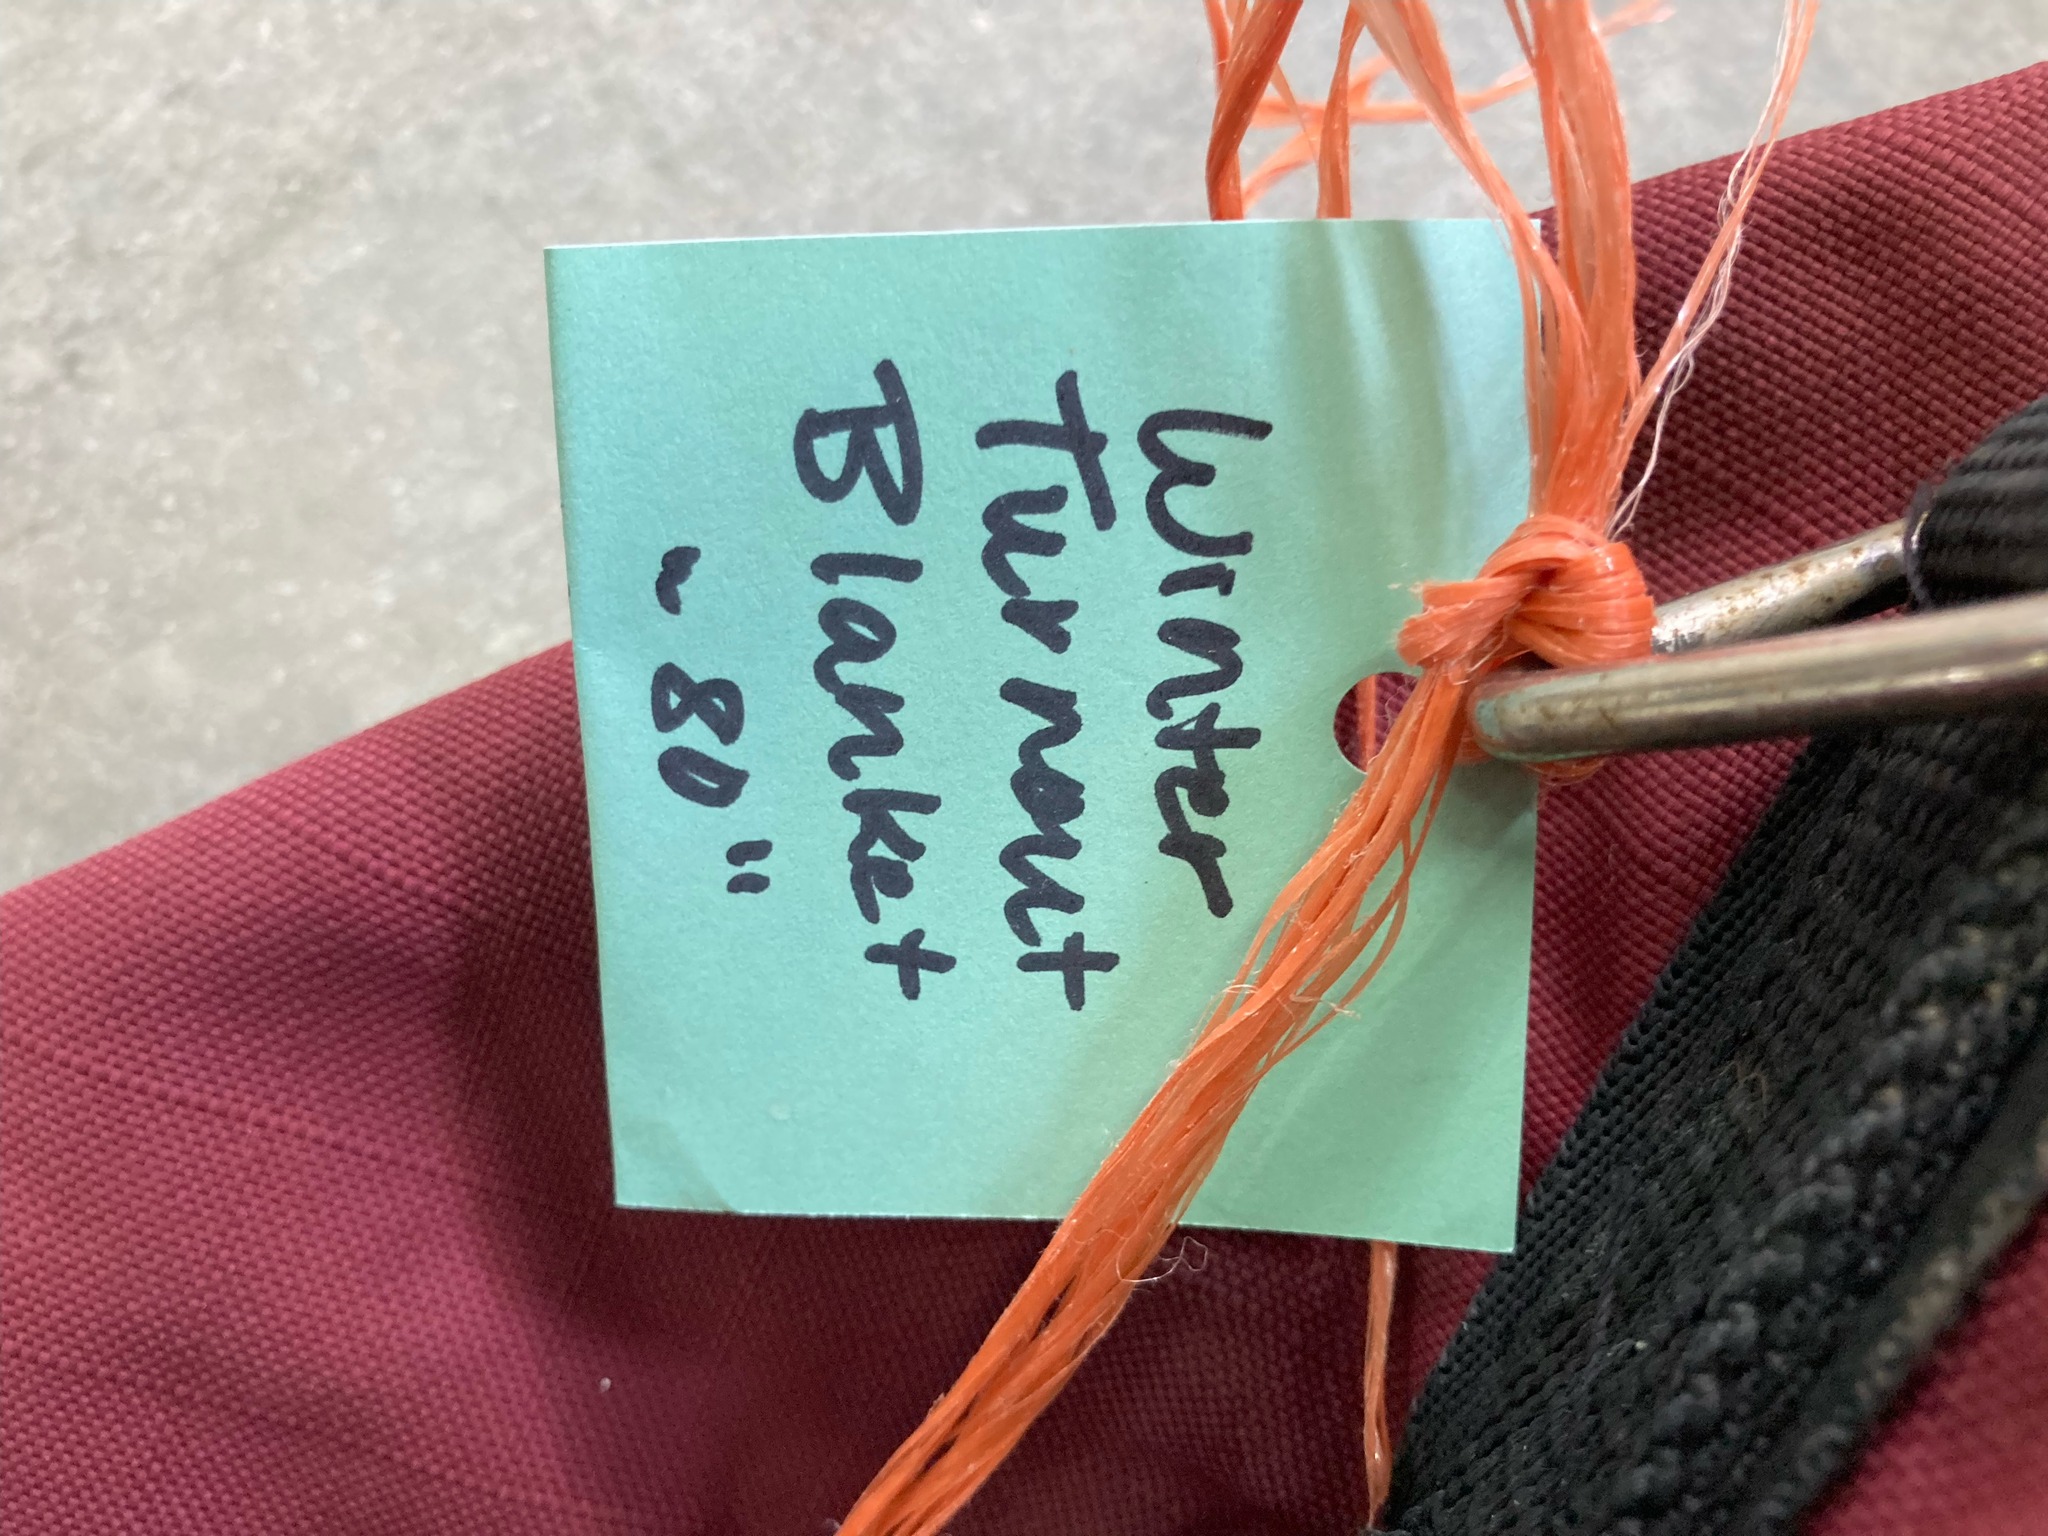 Winter
Turnout
Blanket
~ 80"